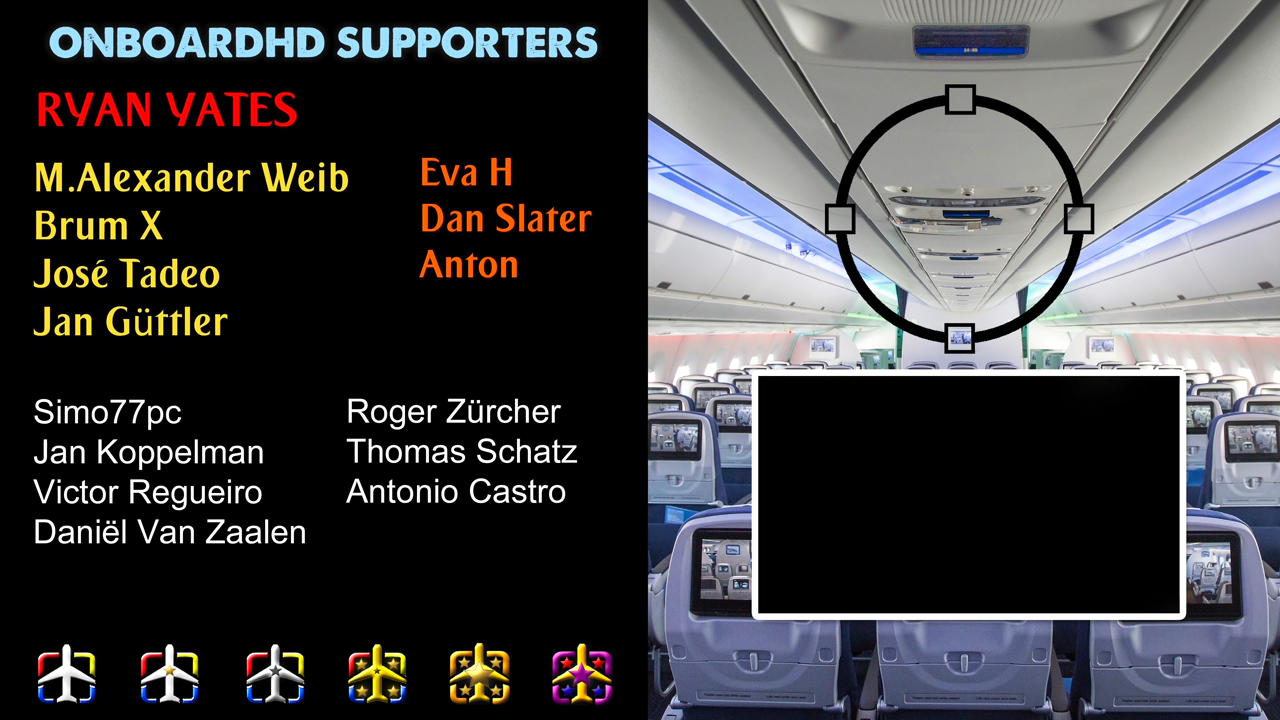 ONBOARDHD SUPPORTERS
RYAN YATES
M.Alexander Weib
Brum X
José Tadeo
Jan Güttler
Eva H
Dan Slater
Anton
Simo77pc
Jan Koppelman
Victor Regueiro
Daniël Van Zaalen
Roger Zürcher
Thomas Schatz
Antonio Castro